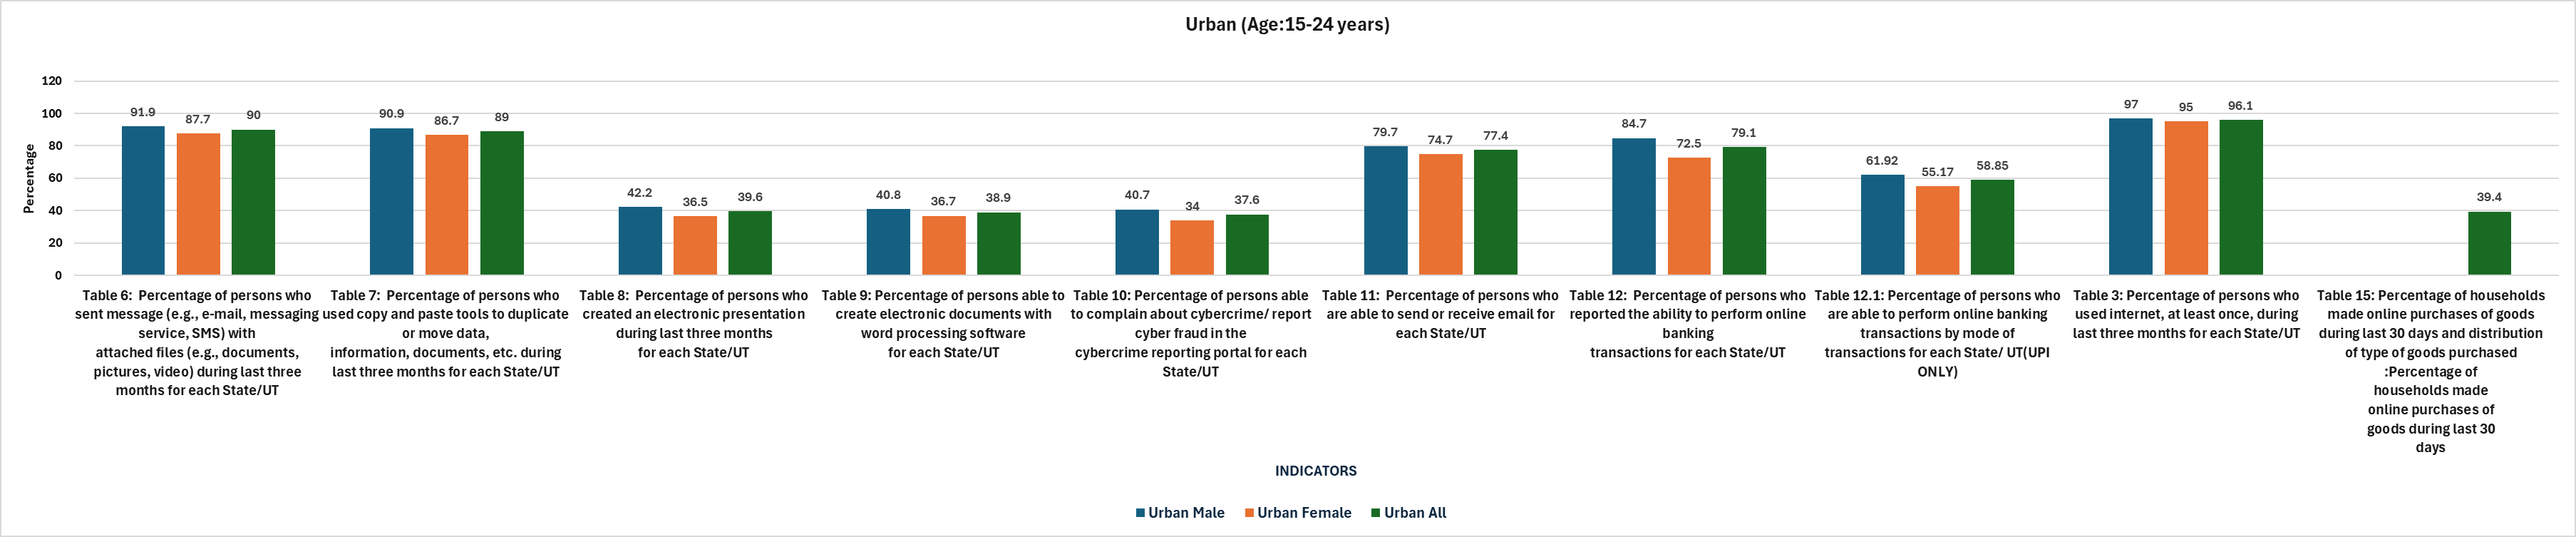 Urban (Age:15-24 years)
Percentage
120
100
80
60
40
20
0
91.9
87.7
90
90.9
86.7
89
42.2
36.5
39.6
40.8
36.7
38.9
40.7
34
37.6
79.7
74.7
77.4
84.7
72.5
79.1
61.92
55.17
58.85
97
95
96.1
39.4
Table 6:  Percentage of persons who
sent message (e.g., e-mail, messaging
service, SMS) with
attached files (e.g., documents,
pictures, video) during last three
months for each State/UT
Table 7:  Percentage of persons who
used copy and paste tools to duplicate
or move data,
information, documents, etc. during
last three months for each State/UT
Table 8:  Percentage of persons who
created an electronic presentation
during last three months
for each State/UT
Table 9: Percentage of persons able to
create electronic documents with
word processing software
for each State/UT
Table 10: Percentage of persons able
to complain about cybercrime/ report
cyber fraud in the
cybercrime reporting portal for each
State/UT
Table 11:  Percentage of persons who
are able to send or receive email for
each State/UT
Table 12:  Percentage of persons who
reported the ability to perform online
banking
transactions for each State/UT
Table 12.1: Percentage of persons who
are able to perform online banking
transactions by mode of
transactions for each State/ UT(UPI
ONLY)
Table 3: Percentage of persons who
used internet, at least once, during
last three months for each State/UT
Table 15: Percentage of households
made online purchases of goods
during last 30 days and distribution
of type of goods purchased
:Percentage of
households made
online purchases of
goods during last 30
days
INDICATORS
Urban Male
Urban Female
Urban All